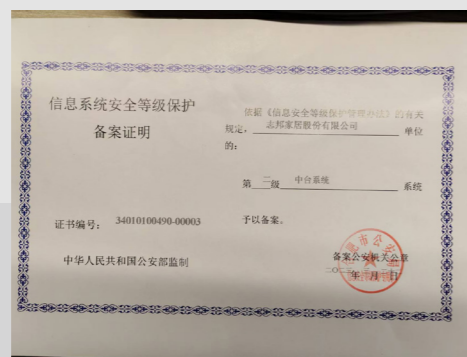 信息系统安全等级保护
备案证明
证书编号：34010100490-00003
中华人民共和国公安部监制
依据《信息安全等级保护管理办法》的有关
规定，志邦家居股份有限公司 单位
的：
第 二 级 中台系统 系统
予以备案。
备案公安机关公章
年 月 日